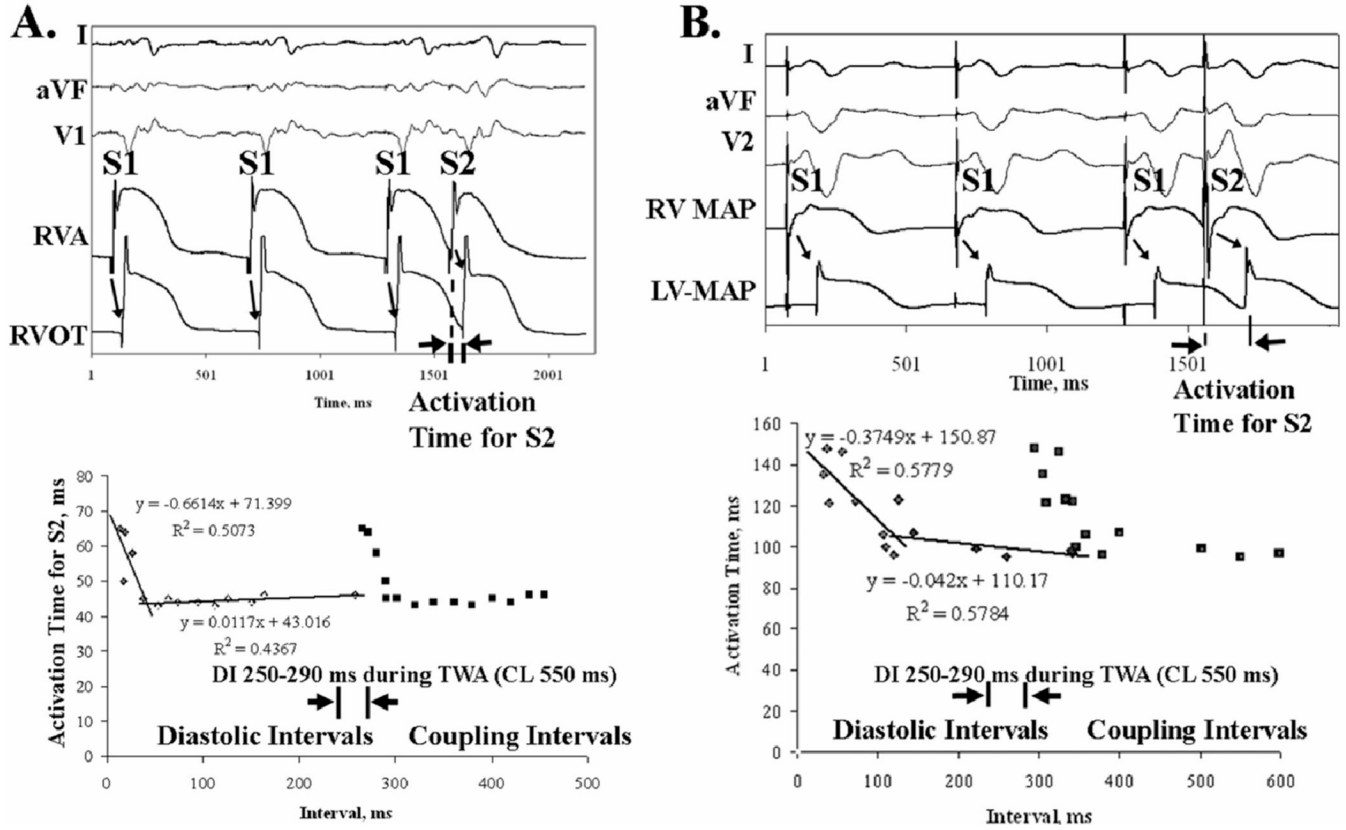 A.
I
aVF
V1
S1 S1 S1 S2
RVA
RVOT
1 501 1001 1501 2001
Time, ms
Activation
Time for S2
80
70
60
50
40
30
20
10
0
Activation Time for S2, ms
y = -0.6614x + 71.399
R2 = 0.5073
y = 0.0117x + 43.016
R2 = 0.4367
DI 250-290 ms during TWA (CL 550 ms)
Diastolic Intervals Coupling Intervals
0 100 200 300 400 500
Interval, ms
B.
I
aVF
V2
S1 S1 S1 S2
RV MAP
LV-MAP
1 501 1001 1501
Time, ms
Activation
Time for S2
160
140
120
100
80
60
40
20
0
Activation Time, ms
y = -0.3749x + 150.87
R2 = 0.5779
y = -0.042x + 110.17
R2 = 0.5784
DI 250-290 ms during TWA (CL 550 ms)
Diastolic Intervals Coupling Intervals
0 100 200 300 400 500 600
Interval, ms